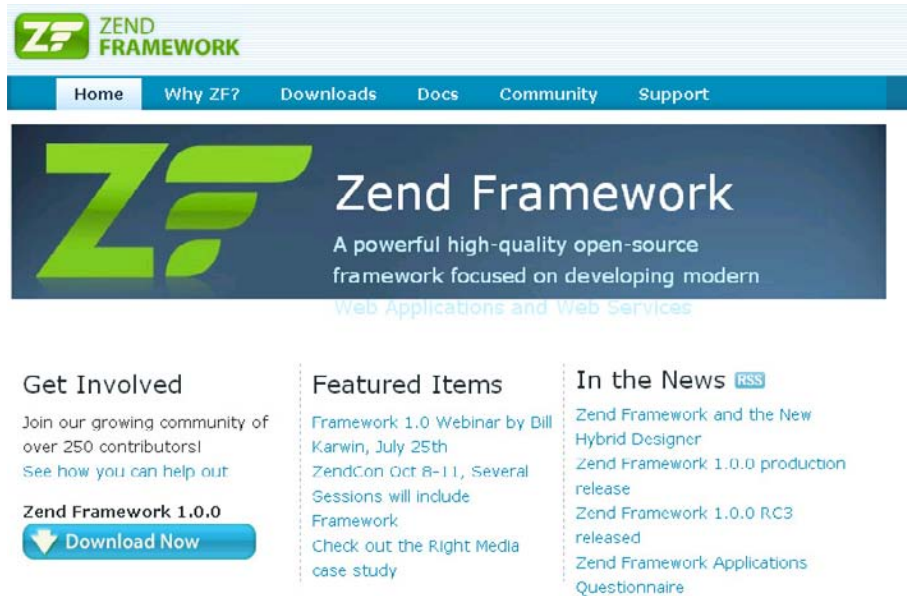 ZF ZEND
FRAMEWORK
Home Why ZF? Downloads Docs Community Support
ZF
Zend Framework
A powerful high-quality open-source
framework focused on developing modern
Web Applications and Web Services
Get Involved
Join our growing community of
over 250 contributors!
See how you can help out
Zend Framework 1.0.0
Download Now
Featured Items
Framework 1.0 Webinar by Bill
Karwin, July 25th
ZendCon Oct 8-11, Several
Sessions will include
Framework
Check out the Right Media
case study
In the News RSS
Zend Framework and the New
Hybrid Designer
Zend Framework 1.0.0 production
release
Zend Framework 1.0.0 RC3
released
Zend Framework Applications
Questionnaire